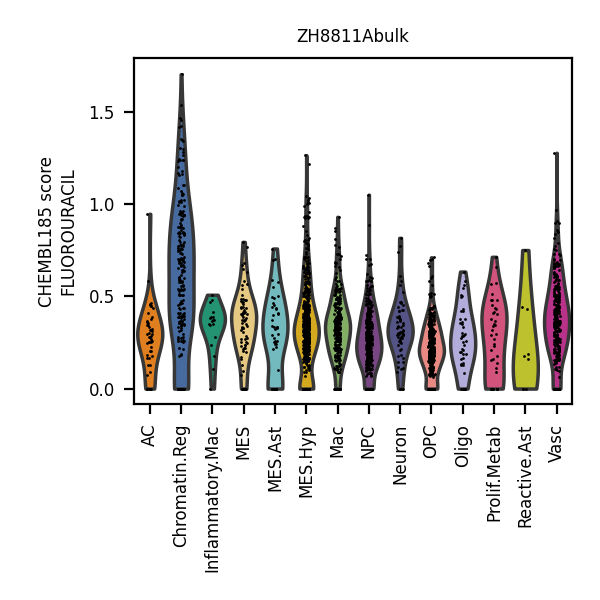 ZH8811Abulk
CHEMBL185 score
FLUOROURACIL
1.5
1.0
0.5
0.0
AC
Chromatin.Reg
Inflammatory.Mac
MES
MES.Ast
MES.Hyp
Mac
NPC
Neuron
OPC
Oligo
Prolif.Metab
Reactive.Ast
Vasc